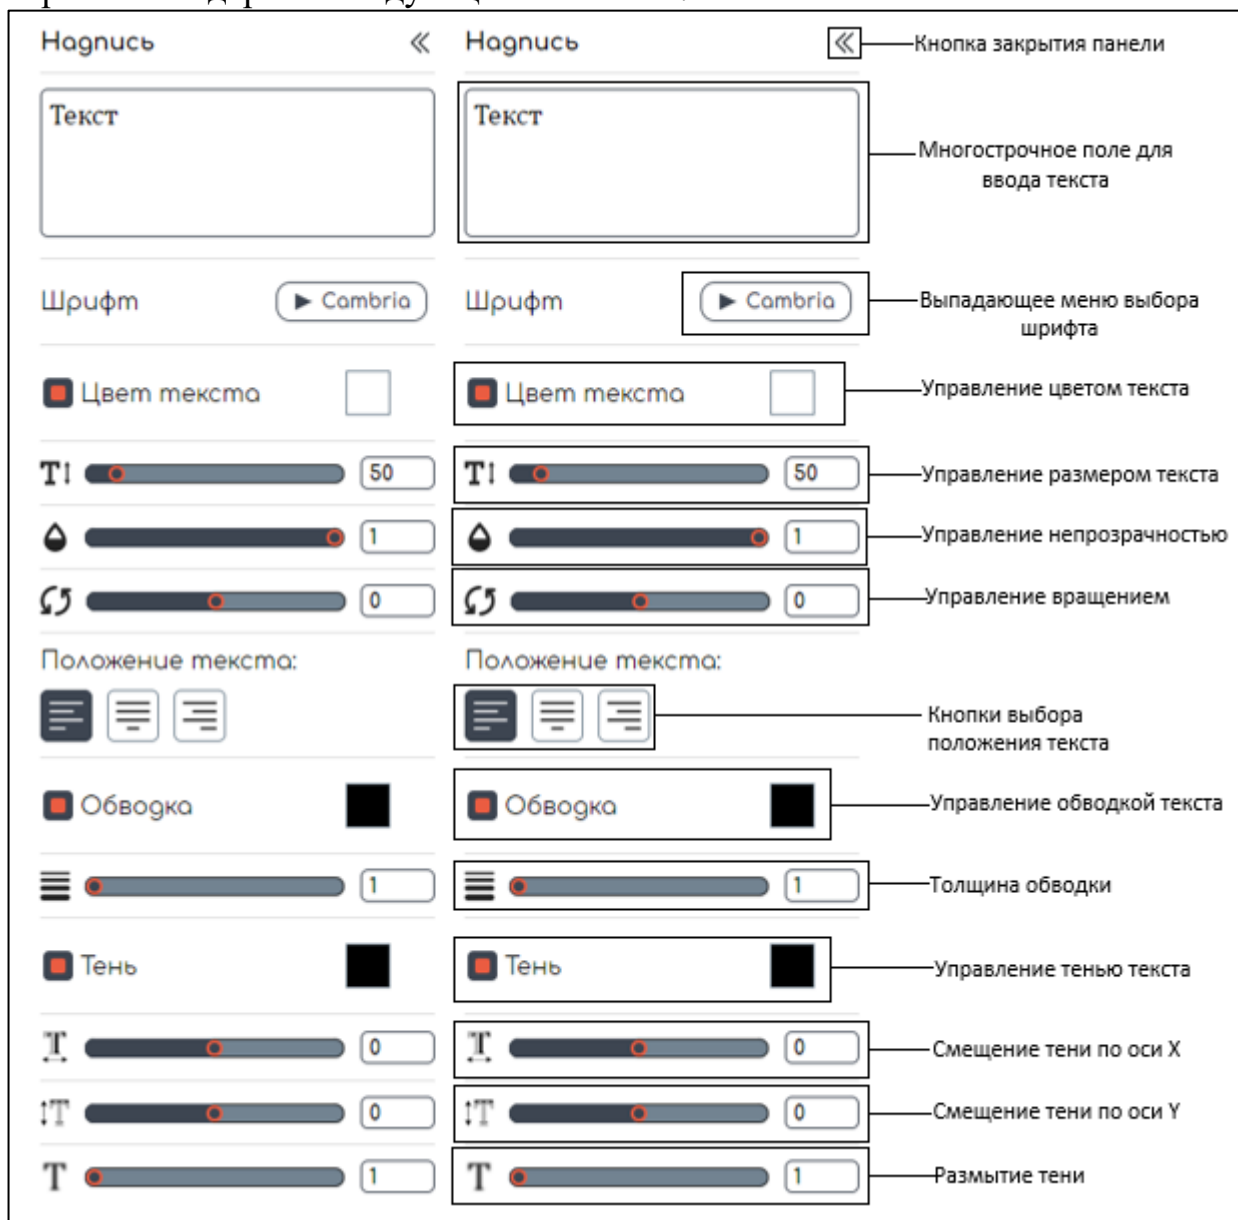 Надпись
Надпись
Кнопка закрытия панели
Текст
Текст
Многострочное поле для
ввода текста
Шрифт
Cambria
Шрифт
Cambria
Выпадающее меню выбора
шрифта
Цвет текста
Цвет текста
Управление цветом текста
50
50
Управление размером текста
1
1
Управление непрозрачностью
0
0
Управление вращением
Положение текста:
Положение текста:
Кнопки выбора
положения текста
Обводка
Обводка
Управление обводкой текста
1
1
Толщина обводки
Тень
Тень
Управление тенью текста
0
0
Смещение тени по оси X
0
0
Смещение тени по оси Y
1
1
Размытие тени